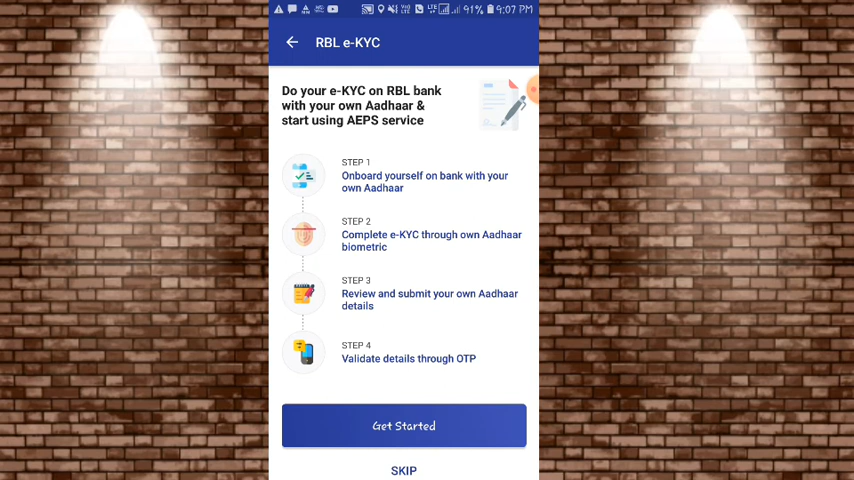 91% 9:07 PM
RBL e-KYC
Do your e-KYC on RBL bank
with your own Aadhaar &
start using AEPS service
STEP 1
Onboard yourself on bank with your
own Aadhaar
STEP 2
Complete e-KYC through own Aadhaar
biometric
STEP 3
Review and submit your own Aadhaar
details
STEP 4
Validate details through OTP
Get Started
SKIP